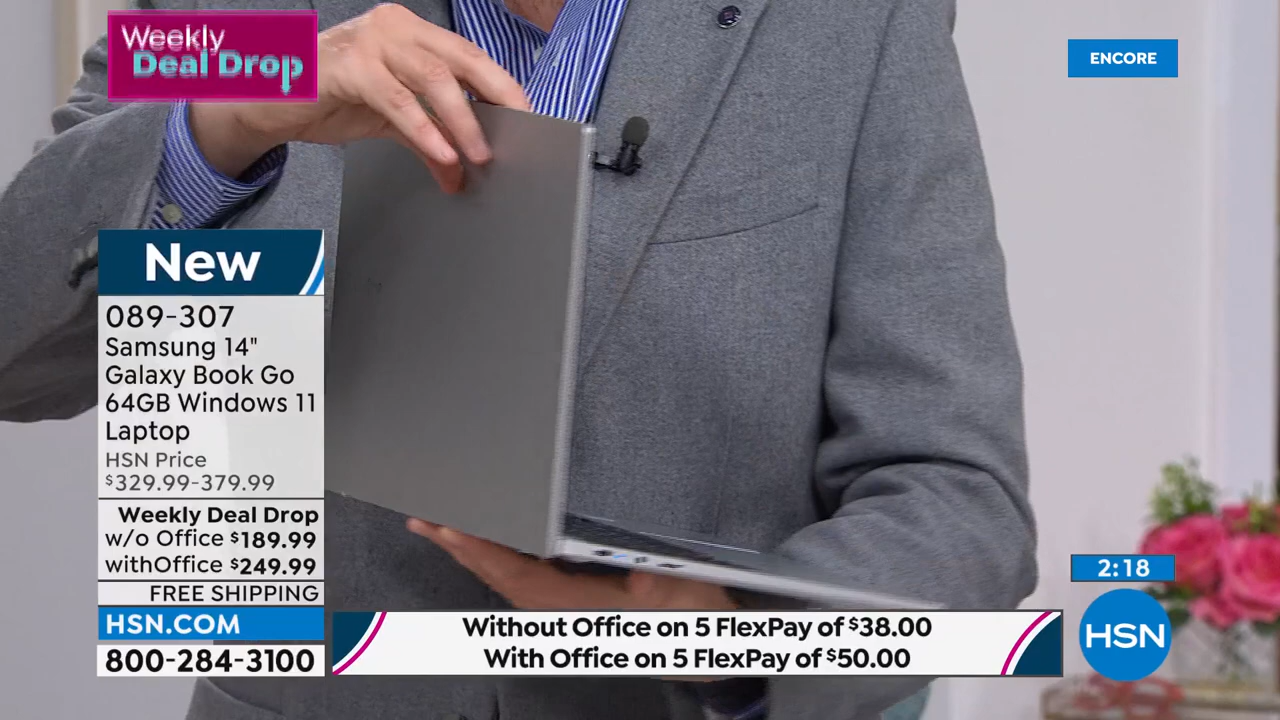 Weekly
Deal Drop
ENCORE
New
089-307
Samsung 14"
Galaxy Book Go
64GB Windows 11
Laptop
HSN Price
$329.99-379.99
Weekly Deal Drop
w/o Office $189.99
withOffice $249.99
FREE SHIPPING
HSN.COM
800-284-3100
Without Office on 5 FlexPay of $38.00
With Office on 5 FlexPay of $50.00
2:18
HSN